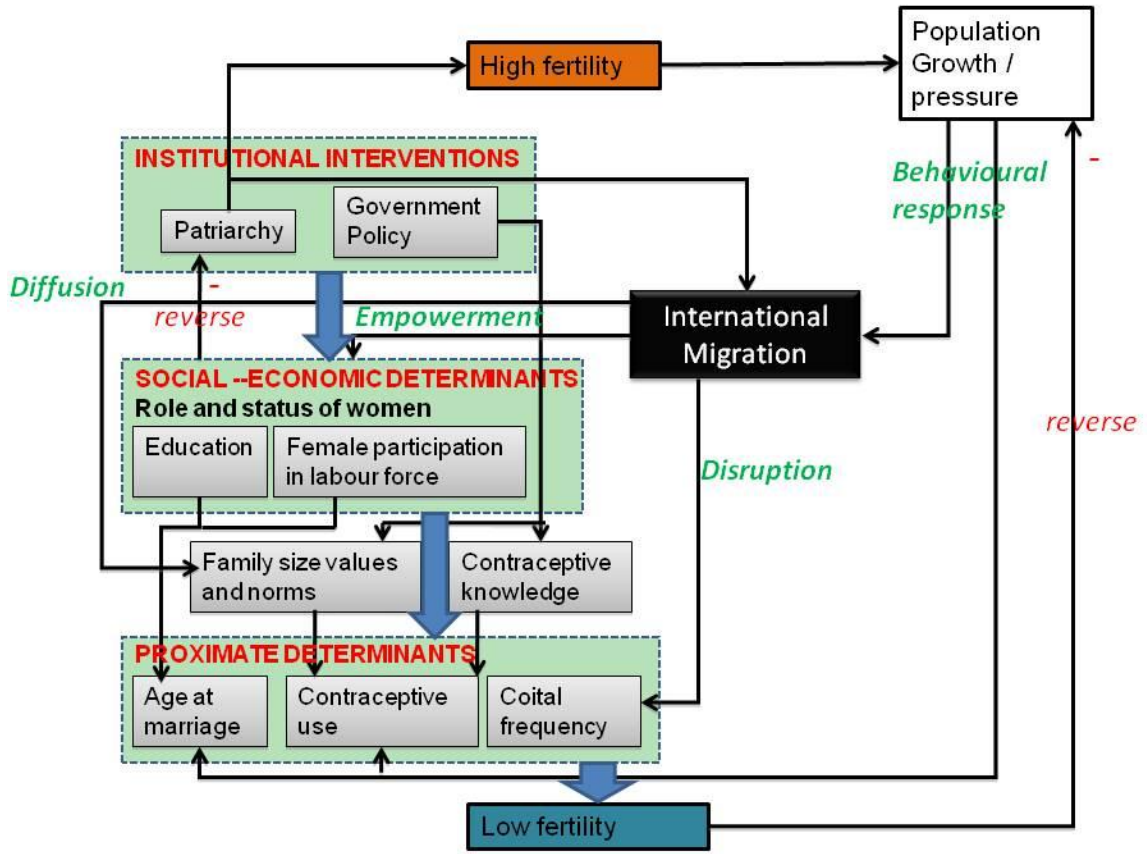 High fertility
Population
Growth /
pressure
INSTITUTIONAL INTERVENTIONS
Patriarchy
Government
Policy
Behavioural
response
-
Diffusion
-
reverse
Empowerment
International
Migration
SOCIAL --ECONOMIC DETERMINANTS
Role and status of women
Education
Female participation
in labour force
Disruption
reverse
Family size values
and norms
Contraceptive
knowledge
PROXIMATE DETERMINANTS
Age at
marriage
Contraceptive
use
Coital
frequency
Low fertility